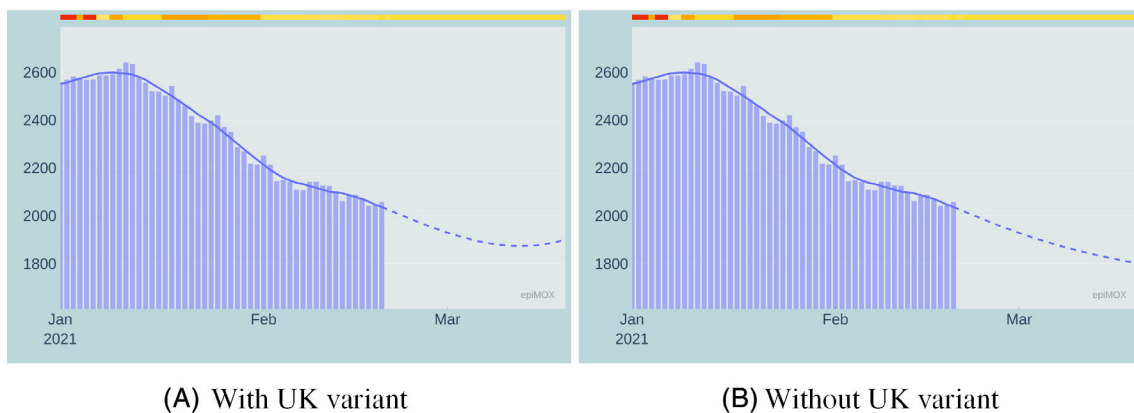 2600
2400
2200
2000
1800
epiMOX
Jan
2021
Feb
Mar
(A) With UK variant
2600
2400
2200
2000
1800
epiMOX
Jan
2021
Feb
Mar
(B) Without UK variant